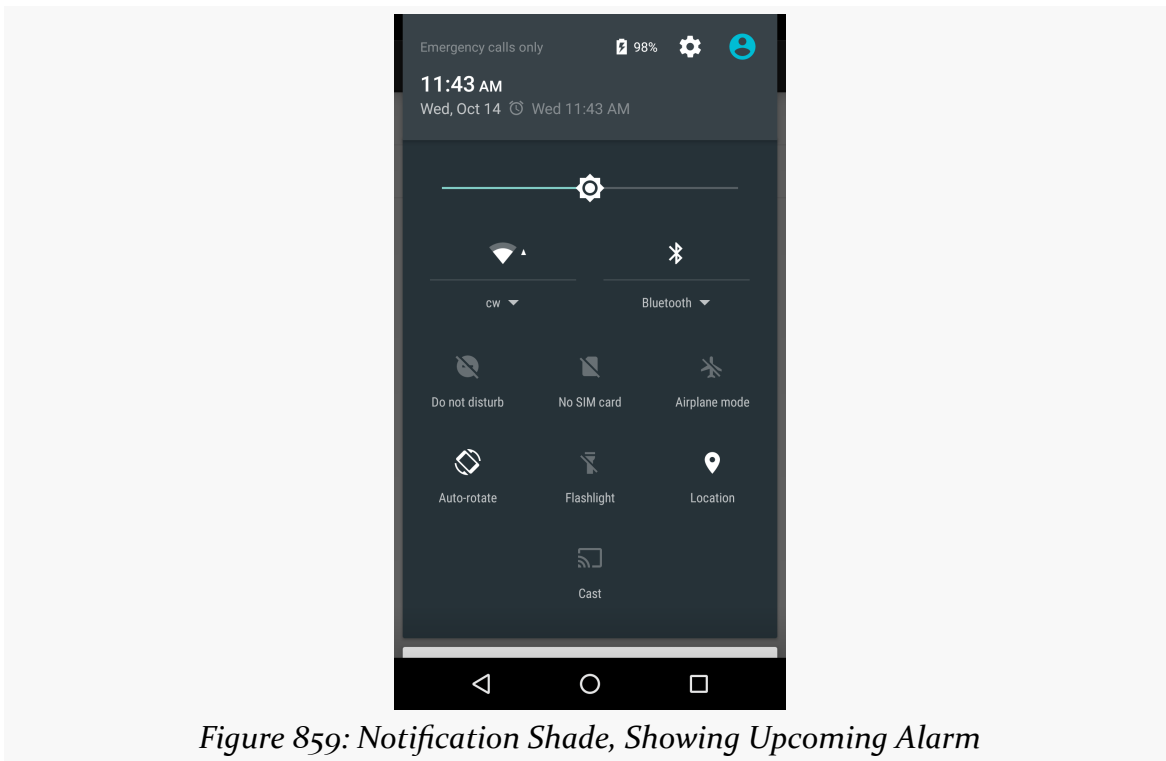 Emergency calls only 98%
11:43 AM
Wed, Oct 14 Wed 11:43 AM
cw Bluetooth
Do not disturb No SIM card Airplane mode
Auto-rotate Flashlight Location
Cast
Figure 859: Notification Shade, Showing Upcoming Alarm